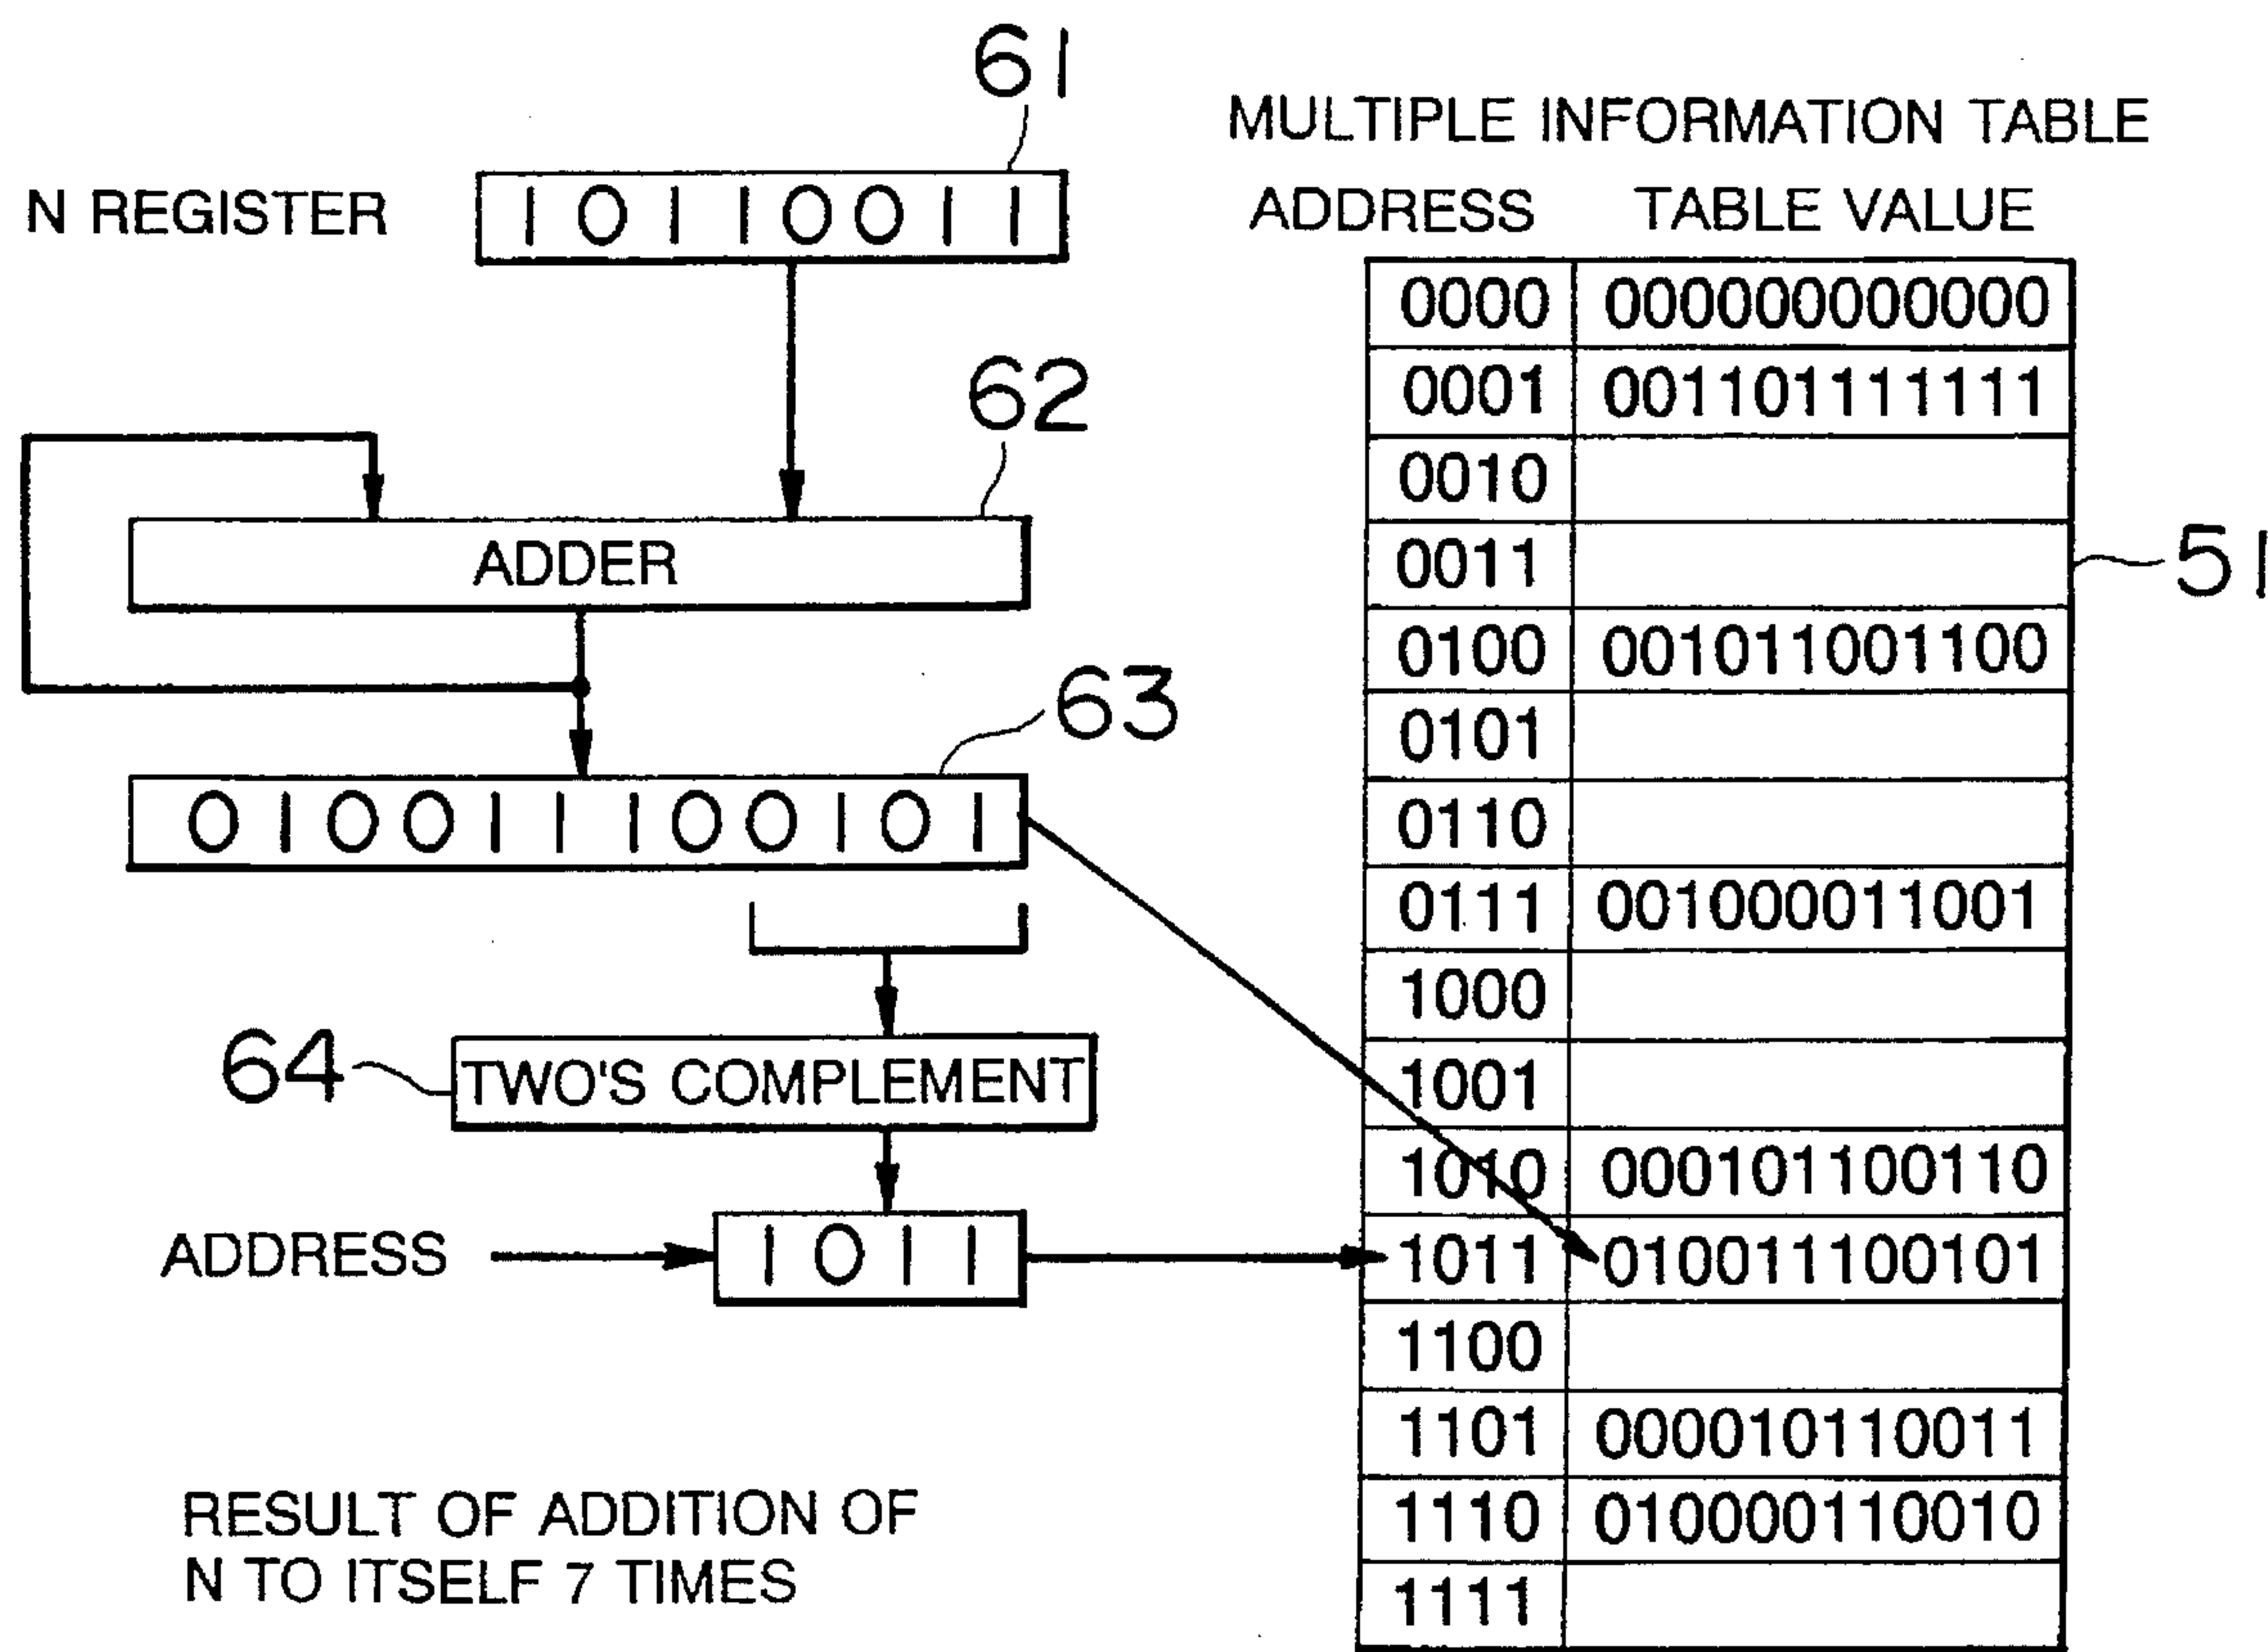 61
MULTIPLE INFORMATION TABLE
N REGISTER 10110011
ADDRESS TABLE VALUE
0000 000000000000
0001 001101111111
62
0010
ADDER
0011
51
0100 001011001100
63
0101
0100111100101
0110
0111 001000011001
1000
64 TWO'S COMPLEMENT
1001
1010 000101100110
ADDRESS 1011
1011 010011100101
1100
1101 000010110011
RESULT OF ADDITION OF
N TO ITSELF 7 TIMES
1110 010000110010
1111